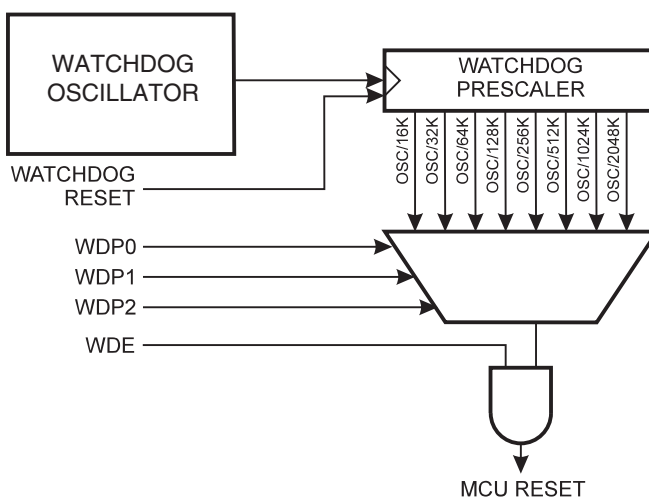 WATCHDOG
OSCILLATOR
WATCHDOG
PRESCALER
WATCHDOG
RESET
OSC/16K
OSC/32K
OSC/64K
OSC/128K
OSC/256K
OSC/512K
OSC/1024K
OSC/2048K
WDP0
WDP1
WDP2
WDE
MCU RESET